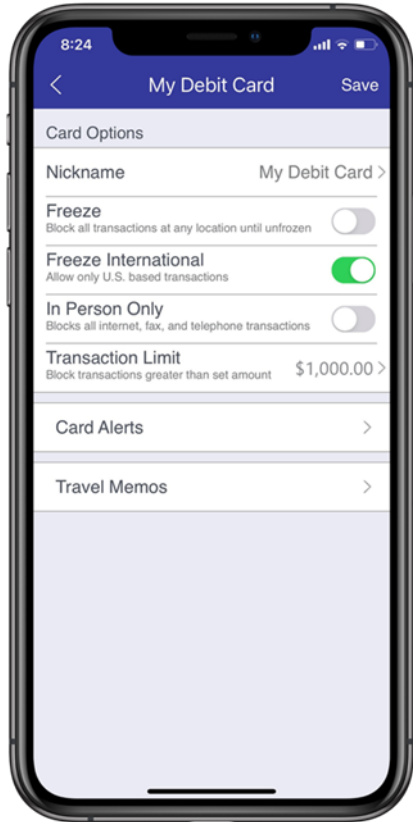 8:24
My Debit Card
Save
Card Options
Nickname
My Debit Card
Freeze
Block all transactions at any location until unfrozen
Freeze International
Allow only U.S. based transactions
In Person Only
Blocks all internet, fax, and telephone transactions
Transaction Limit
Block transactions greater than set amount
$1,000.00
Card Alerts
Travel Memos